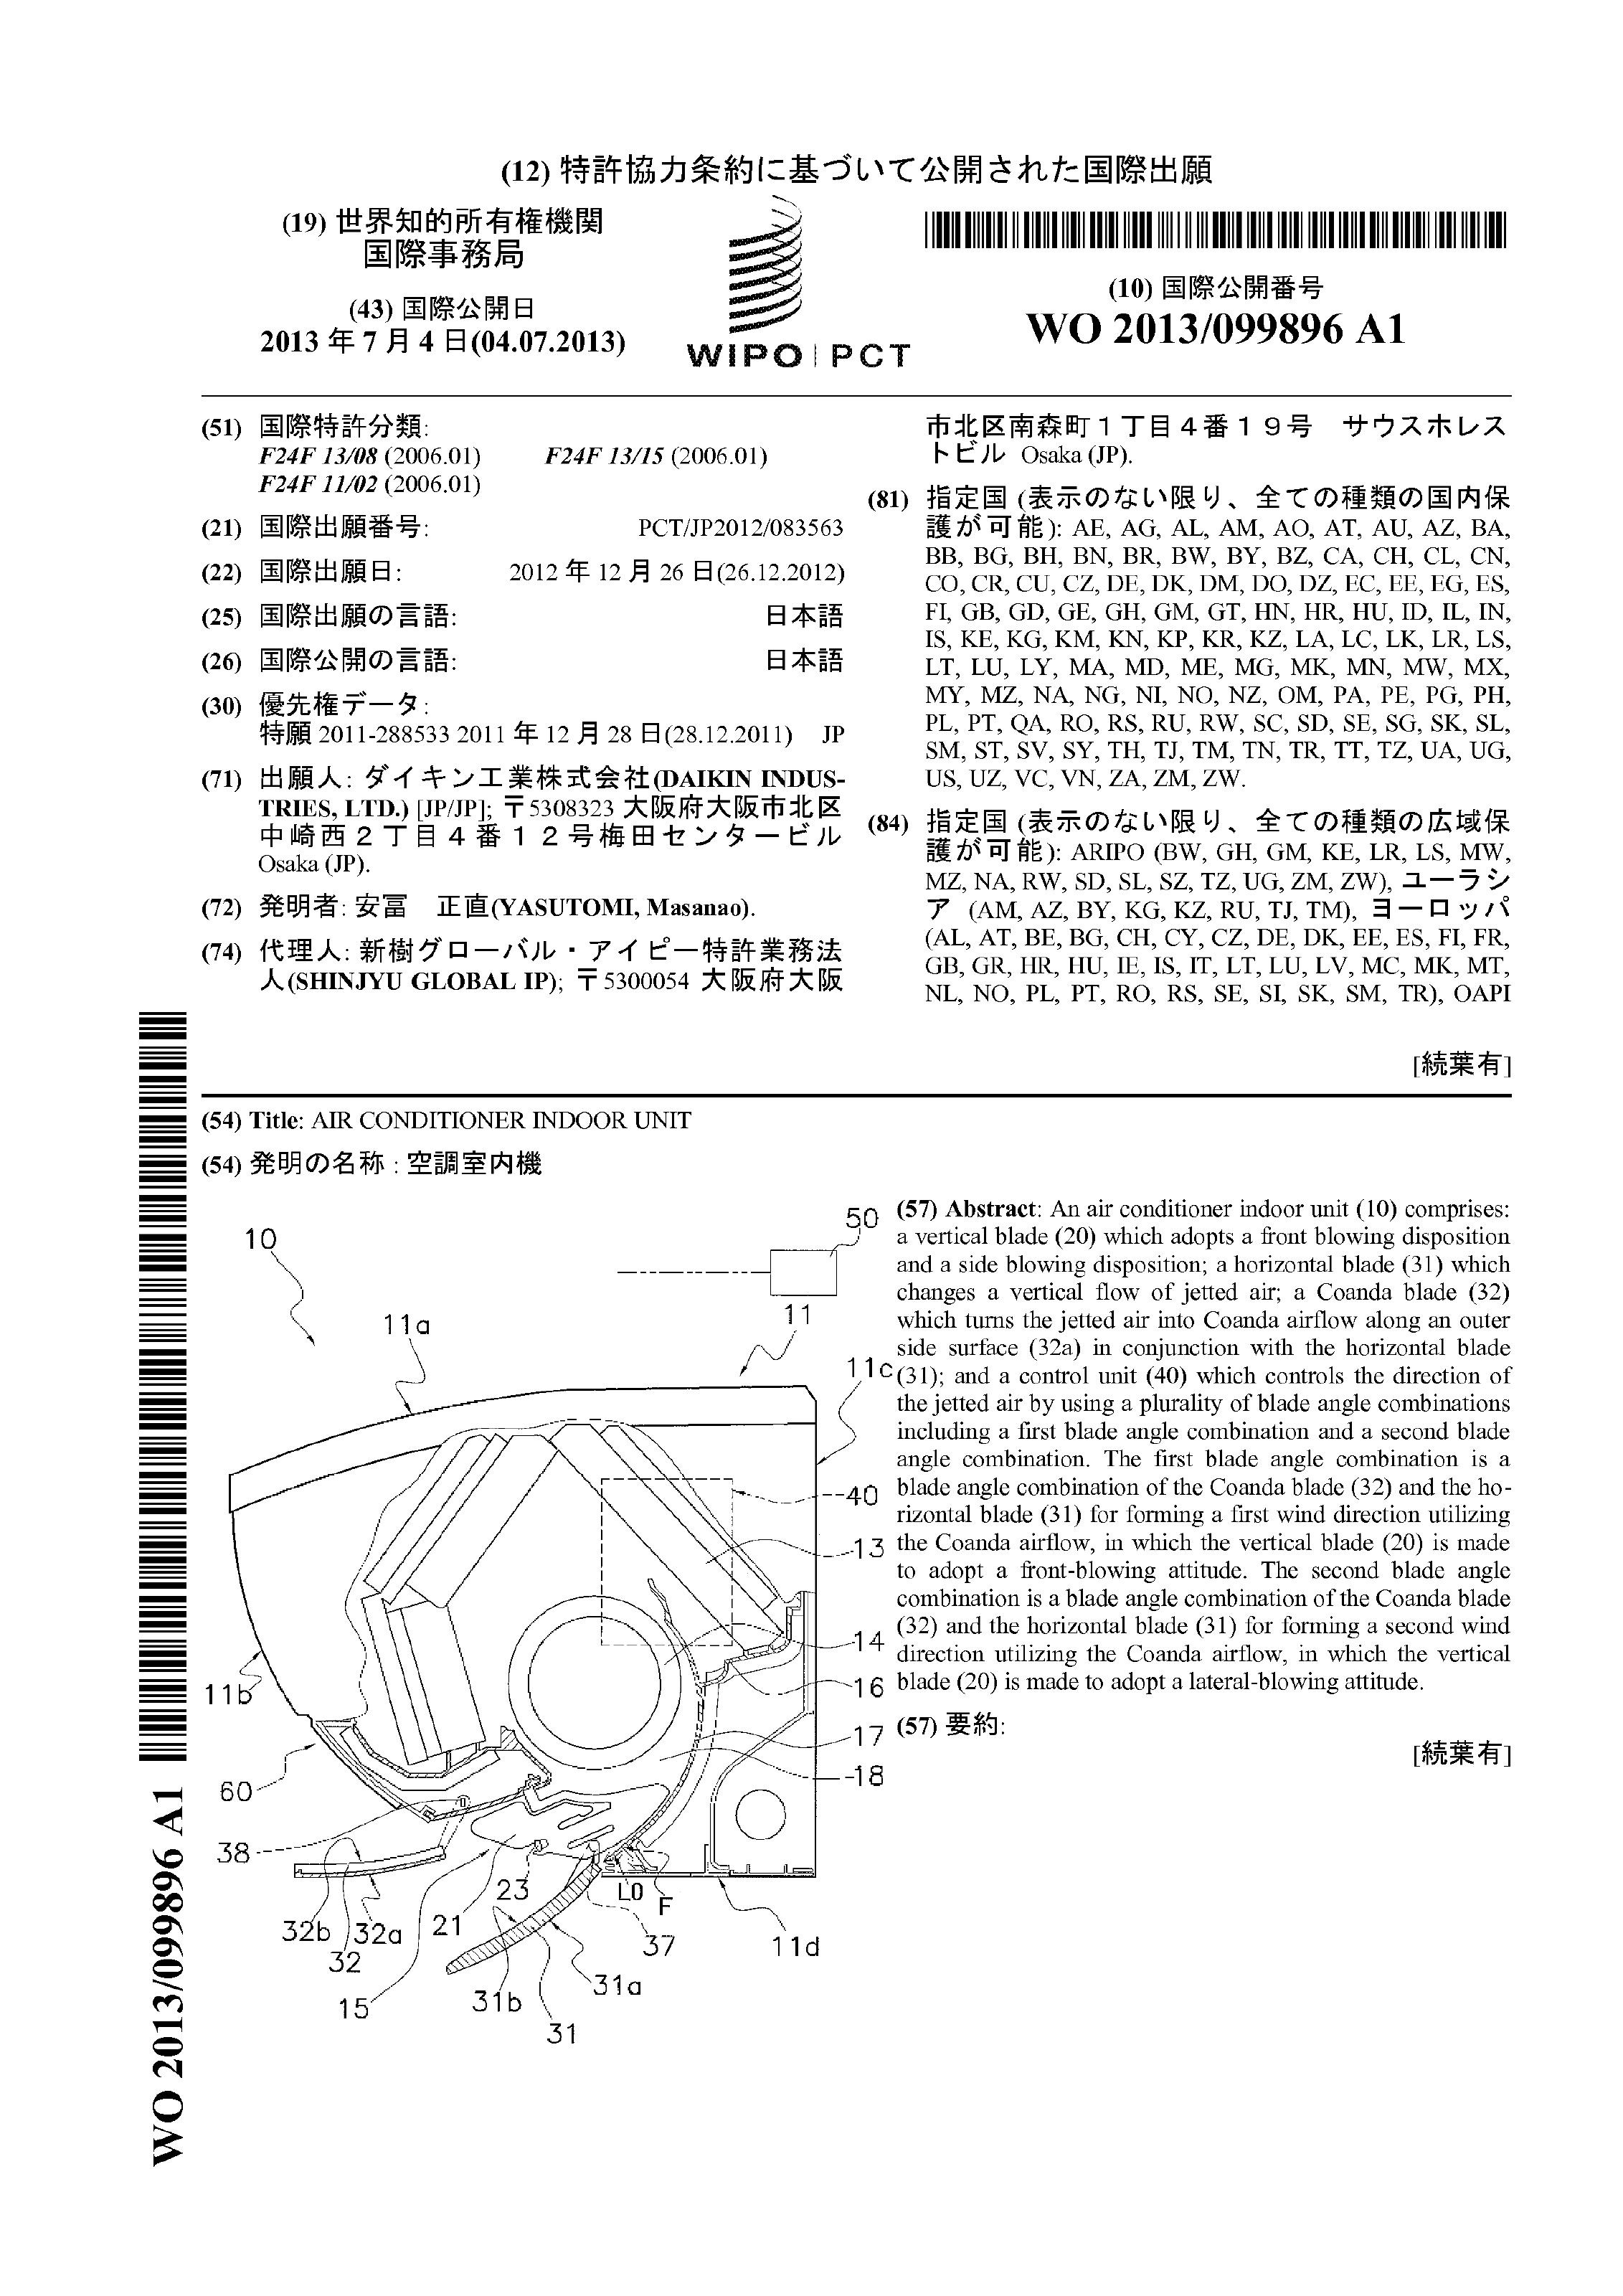 (12) 特許協力条約に基づいて公開された国際出願
(19) 世界知的所有権機関
国際事務局
(43) 国際公開日
2013 年 7 月 4 日(04.07.2013)
WIPO | PCT
(10) 国際公開番号
WO 2013/099896 A1
(51) 国際特許分類:
F24F 13/08 (2006.01) F24F 13/15 (2006.01)
F24F 11/02 (2006.01)
(21) 国際出願番号: PCT/JP2012/083563
(22) 国際出願日: 2012 年 12 月 26 日(26.12.2012)
(25) 国際出願の言語: 日本語
(26) 国際公開の言語: 日本語
(30) 優先権データ:
特願 2011-288533 2011 年 12 月 28 日(28.12.2011) JP
(71) 出願人: ダイキン工業株式会社(DAIKIN INDUS-
TRIES, LTD.) [JP/JP]; 〒5308323 大阪府大阪市北区
中崎西2丁目4番12号梅田センタービル
Osaka (JP).
(72) 発明者: 安冨 正直(YASUTOMI, Masanao).
(74) 代理人: 新樹グローバル・アイピー特許業務法
人(SHINJYU GLOBAL IP); 〒5300054 大阪府大阪
市北区南森町1丁目4番19号 サウスホレス
トビル Osaka (JP).
(81) 指定国 (表示のない限り、全ての種類の国内保
護が可能): AE, AG, AL, AM, AO, AT, AU, AZ, BA,
BB, BG, BH, BN, BR, BW, BY, BZ, CA, CH, CL, CN,
CO, CR, CU, CZ, DE, DK, DM, DO, DZ, EC, EE, EG, ES,
FI, GB, GD, GE, GH, GM, GT, HN, HR, HU, ID, IL, IN,
IS, KE, KG, KM, KN, KP, KR, KZ, LA, LC, LK, LR, LS,
LT, LU, LY, MA, MD, ME, MG, MK, MN, MW, MX,
MY, MZ, NA, NG, NI, NO, NZ, OM, PA, PE, PG, PH,
PL, PT, QA, RO, RS, RU, RW, SC, SD, SE, SG, SK, SL,
SM, ST, SV, SY, TH, TJ, TM, TN, TR, TT, TZ, UA, UG,
US, UZ, VC, VN, ZA, ZM, ZW.
(84) 指定国 (表示のない限り、全ての種類の広域保
護が可能): ARIPO (BW, GH, GM, KE, LR, LS, MW,
MZ, NA, RW, SD, SL, SZ, TZ, UG, ZM, ZW), ユーラシ
ア (AM, AZ, BY, KG, KZ, RU, TJ, TM), ヨーロッパ
(AL, AT, BE, BG, CH, CY, CZ, DE, DK, EE, ES, FI, FR,
GB, GR, HR, HU, IE, IS, IT, LT, LU, LV, MC, MK, MT,
NL, NO, PL, PT, RO, RS, SE, SI, SK, SM, TR), OAPI
[続葉有]
(54) Title: AIR CONDITIONER INDOOR UNIT
(54) 発明の名称 : 空調室内機
10
50
11
11a
11c
40
13
14
16
17
18
11b
60
38
32b
32
32a
21
15
23
31b
31
31a
L0
F
37
11d
(57) Abstract: An air conditioner indoor unit (10) comprises:
a vertical blade (20) which adopts a front blowing disposition
and a side blowing disposition; a horizontal blade (31) which
changes a vertical flow of jetted air; a Coanda blade (32)
which turns the jetted air into Coanda airflow along an outer
side surface (32a) in conjunction with the horizontal blade
(31); and a control unit (40) which controls the direction of
the jetted air by using a plurality of blade angle combinations
including a first blade angle combination and a second blade
angle combination. The first blade angle combination is a
blade angle combination of the Coanda blade (32) and the ho-
rizontal blade (31) for forming a first wind direction utilizing
the Coanda airflow, in which the vertical blade (20) is made
to adopt a front-blowing attitude. The second blade angle
combination is a blade angle combination of the Coanda blade
(32) and the horizontal blade (31) for forming a second wind
direction utilizing the Coanda airflow, in which the vertical
blade (20) is made to adopt a lateral-blowing attitude.
(57) 要約:
[続葉有]
WO 2013/099896 A1